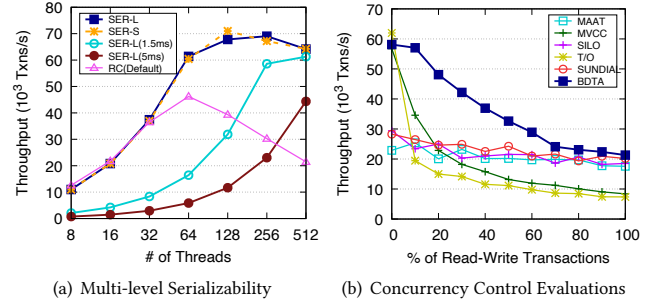 80
70
60
50
40
30
20
10
0
8 16 32 64 128 256 512
Throughput (10³ Txns/s)
# of Threads
SER-L
SER-S
SER-L(1.5ms)
SER-L(5ms)
RC(Default)
(a) Multi-level Serializability
70
60
50
40
30
20
10
0
0 20 40 60 80 100
Throughput (10³ Txns/s)
% of Read-Write Transactions
MAAT
MVCC
SILO
T/O
SUNDIAL
BDTA
(b) Concurrency Control Evaluations